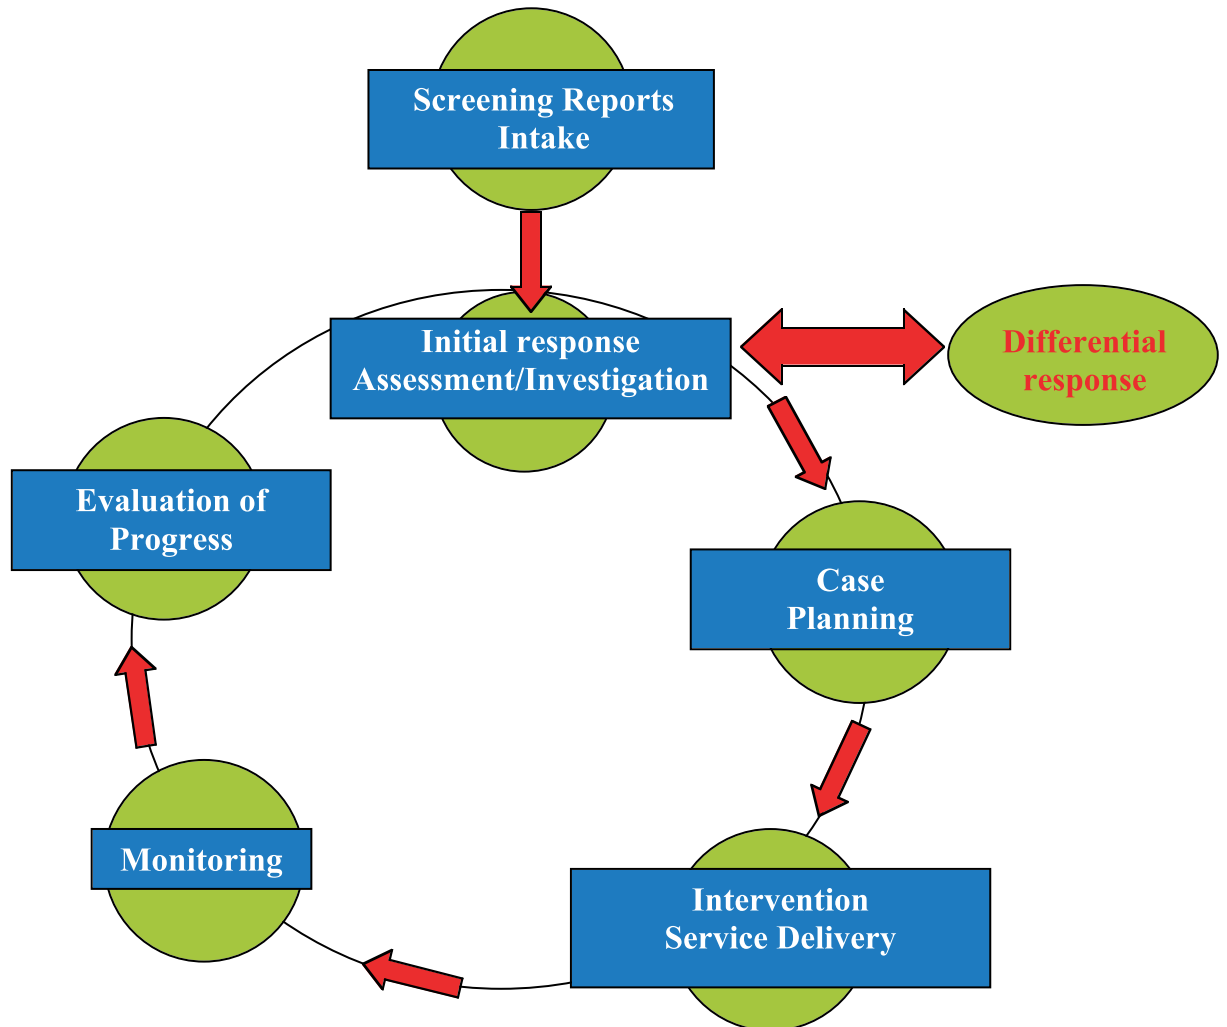 Screening Reports
Intake
Initial response
Assessment/Investigation
Differential
response
Evaluation of
Progress
Case
Planning
Monitoring
Intervention
Service Delivery